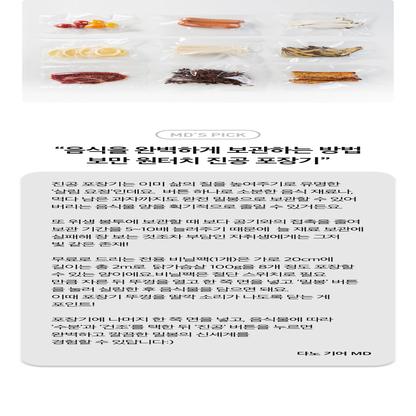 MD'S PICK
“음식을 완벽하게 보관하는 방법
보만 원터치 진공 포장기”
진공 포장기는 이미 삶의 질을 높여주기로 유명한
'살림 요정'인데요. 버튼 하나로 소분한 식재료나,
먹다 남은 과자까지도 완전 밀봉으로 보관할 수 있어
버리는 음식물 양을 획기적으로 줄일 수 있거든요.
또 위생 봉투에 보관할 때 보다 공기와의 접촉을 줄여
보관 기간을 5~10배 늘려주기 때문에 늘 재료 보관에
실패해 장 보는 것조차 부담인 자취생에게는 그저
빛 같은 존재!
무료로 드리는 전용 비닐팩(1개)은 가로 20cm에
길이는 총 2m로 닭가슴살 100g을 8개 정도 포장할
수 있는 양이에요. 비닐팩은 절단 스위치로 필요
만큼 자른 뒤 뚜껑을 열고 한 쪽 면을 넣고 '밀봉' 버튼
을 눌러 실링한 후 음식물을 담으면 돼요.
이때 포장기 뚜껑을 딸깍 소리가 나도록 닫는 게
포인트!
포장기에 나머지 한 쪽 면을 넣고, 음식물에 따라
'수분'과 '건조'를 택한 뒤 '진공' 버튼을 누르면
완벽하고 깔끔한 밀봉의 신세계를
경험할 수 있답니다:)
다노 기어 MD